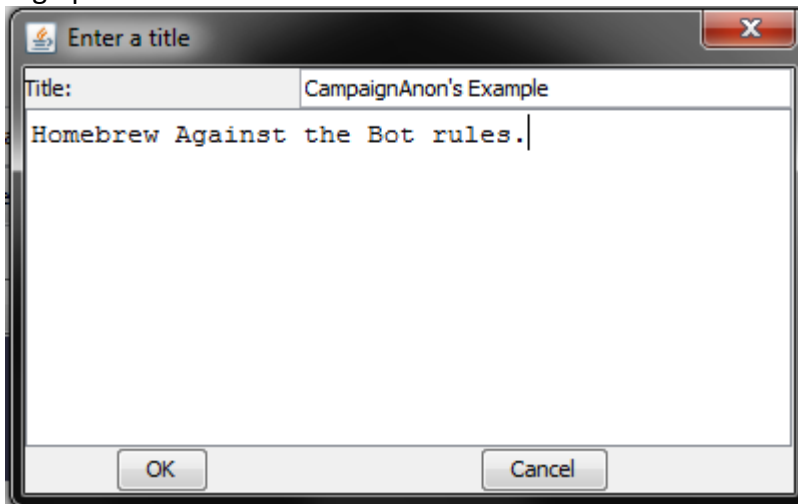 Enter a title
Title: CampaignAnon's Example
Homebrew Against the Bot rules.
OK Cancel